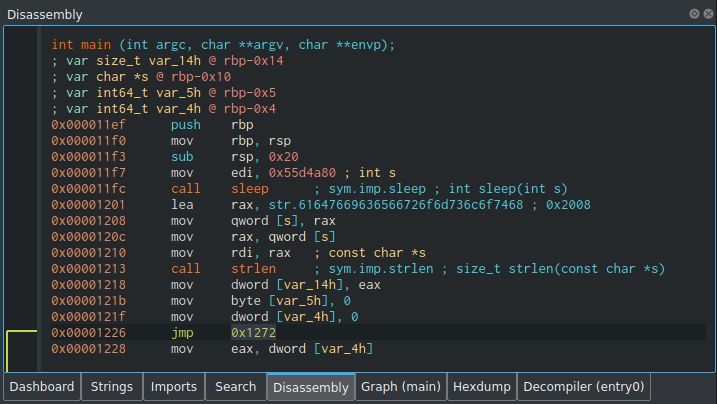 Disassembly
int main (int argc, char **argv, char **envp);
; var size_t var_14h @ rbp-0x14
; var char *s @ rbp-0x10
; var int64_t var_5h @ rbp-0x5
; var int64_t var_4h @ rbp-0x4
0x000011ef push rbp
0x000011f0 mov rbp, rsp
0x000011f3 sub rsp, 0x20
0x000011f7 mov edi, 0x55d4a80 ; int s
0x000011fc call sleep ; sym.imp.sleep ; int sleep(int s)
0x00001201 lea rax, str.61647669636566726f6d736c6f7468 ; 0x2008
0x00001208 mov qword [s], rax
0x0000120c mov rax, qword [s]
0x00001210 mov rdi, rax ; const char *s
0x00001213 call strlen ; sym.imp.strlen ; size_t strlen(const char *s)
0x00001218 mov dword [var_14h], eax
0x0000121b mov byte [var_5h], 0
0x0000121f mov dword [var_4h], 0
0x00001226 jmp 0x1272
0x00001228 mov eax, dword [var_4h]
Dashboard Strings Imports Search Disassembly Graph (main) Hexdump Decompiler (entry0)